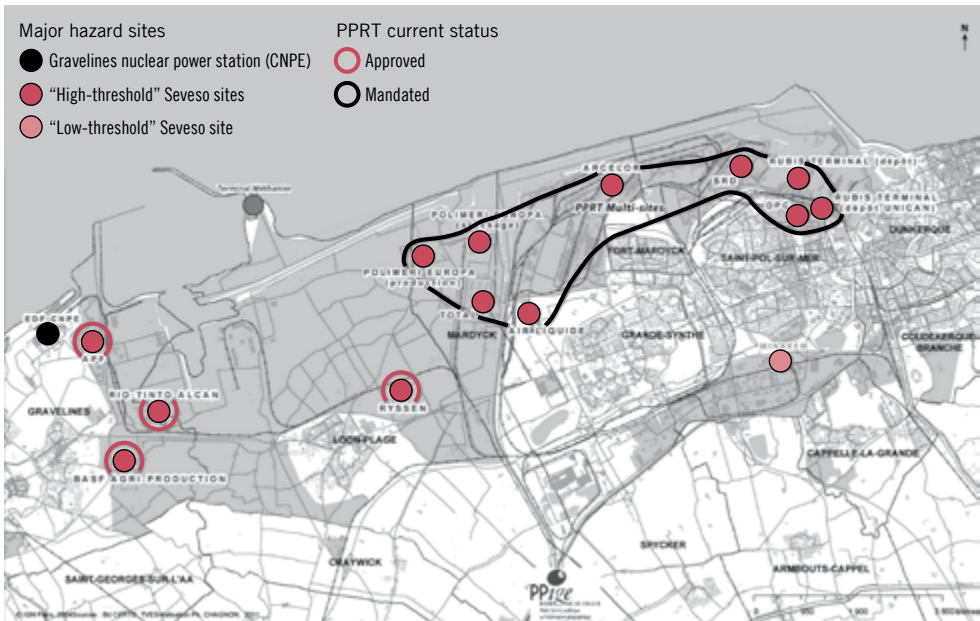 Major hazard sites
Gravelines nuclear power station (CNPE)
"High-threshold" Seveso sites
"Low-threshold" Seveso site
PPRT current status
Approved
Mandated
N
Terminal Méthanier
ARCELOR
SRD
RUBIS TERMINAL (dépôt)
RUBIS TERMINAL
(dépôt UNICAN)
DPC
PPRT Multi-sites
POLIMERI EUROPA
POLIMERI EUROPA
(production)
FORT-MARDYCK
SAINT-POL-SUR-MER
DUNKERQUE
TOTAL
AIR LIQUIDE
MARDYCK
GRANDE-SYNTHE
COUDEKERQUE-
BRANCHE
EDF CNPE
APF
RIO TINTO ALCAN
GRAVELINES
RYSSEN
LOON-PLAGE
BASF AGRI PRODUCTION
CAPPELLE-LA-GRANDE
CRAYWICK
SPYCKER
ARMBOUTS-CAPPEL
SAINT-GEORGES-SUR-L'AA
PPige
0